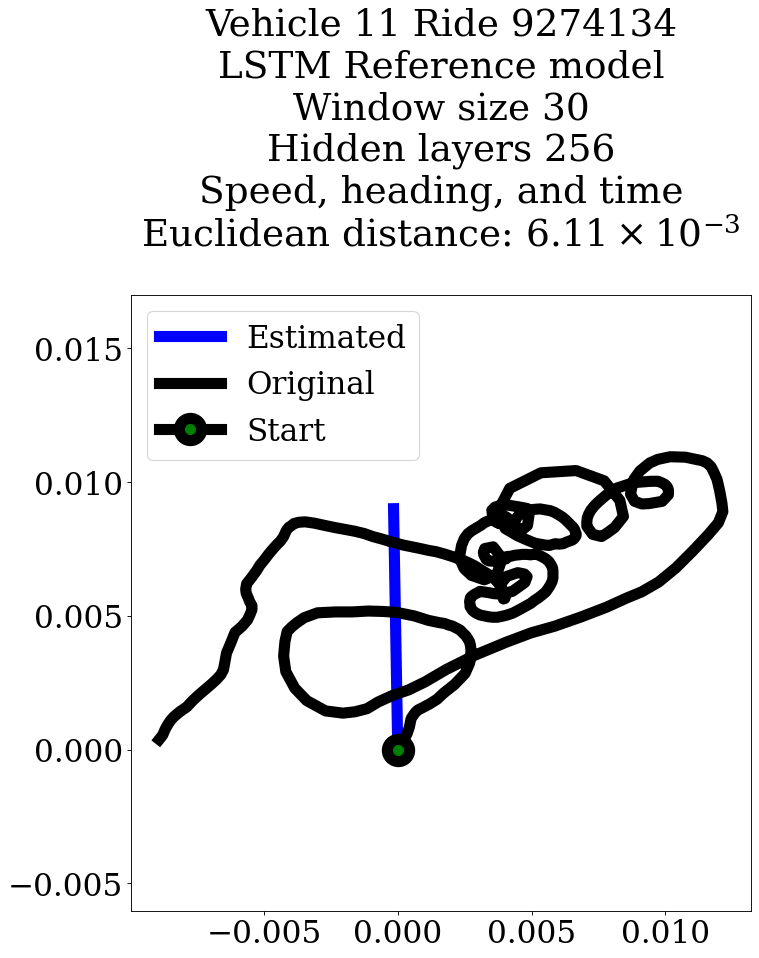 Vehicle 11 Ride 9274134
LSTM Reference model
Window size 30
Hidden layers 256
Speed, heading, and time
Euclidean distance: 6.11 × 10⁻³
Estimated
Original
Start
0.015
0.010
0.005
0.000
−0.005
−0.005 0.000 0.005 0.010